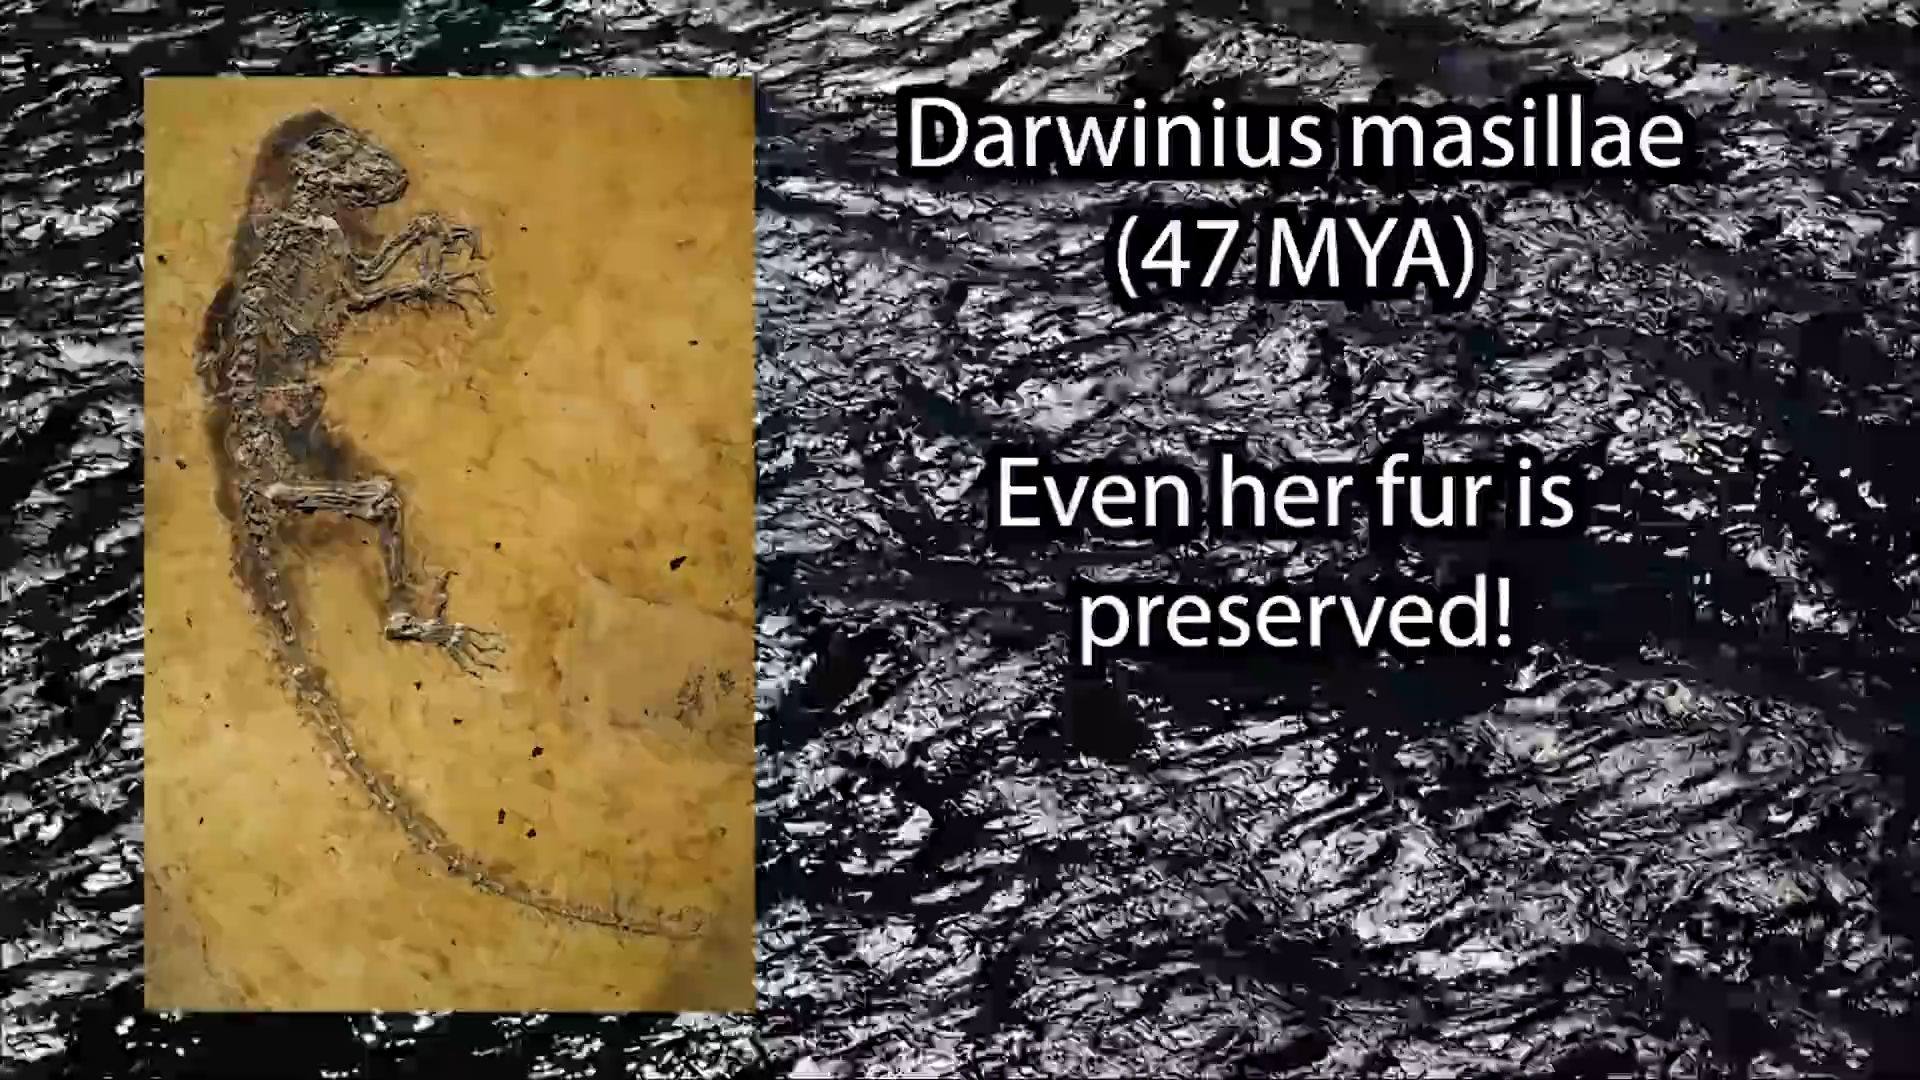 Darwinius masillae
(47 MYA)
Even her fur is
preserved!